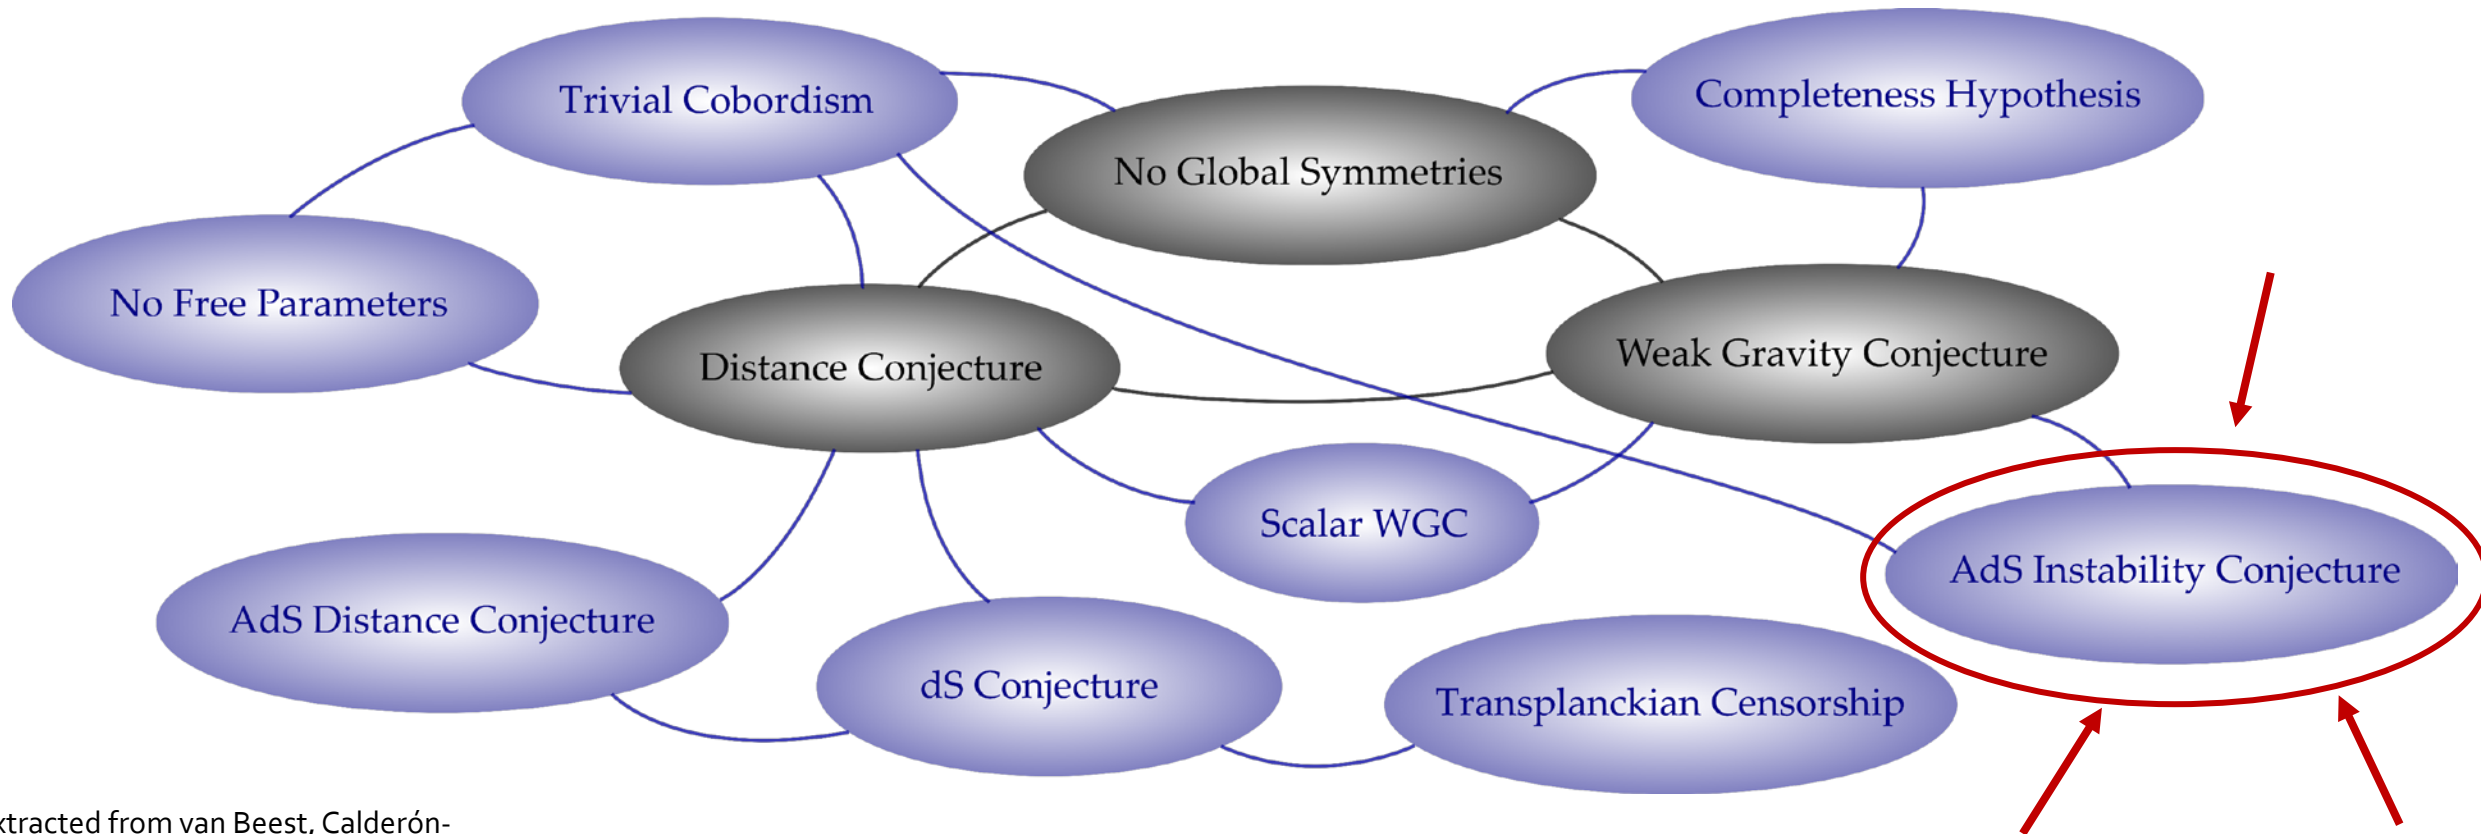 Trivial Cobordism
Completeness Hypothesis
No Global Symmetries
No Free Parameters
Distance Conjecture
Weak Gravity Conjecture
Scalar WGC
AdS Instability Conjecture
AdS Distance Conjecture
dS Conjecture
Transplanckian Censorship
xtracted from van Beest, Calderón-